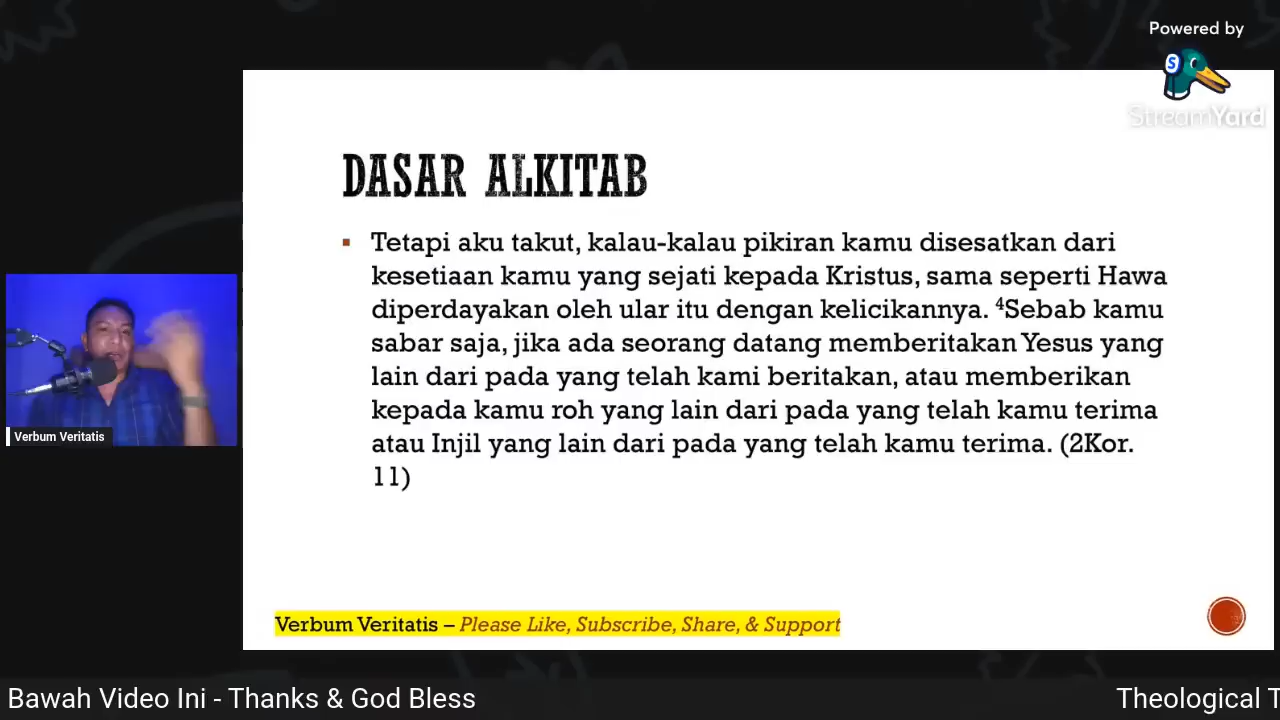 Powered by
StreamYard
DASAR ALKITAB
▪ Tetapi aku takut, kalau-kalau pikiran kamu disesatkan dari
kesetiaan kamu yang sejati kepada Kristus, sama seperti Hawa
diperdayakan oleh ular itu dengan kelicikannya. ⁴Sebab kamu
sabar saja, jika ada seorang datang memberitakan Yesus yang
lain dari pada yang telah kami beritakan, atau memberikan
kepada kamu roh yang lain dari pada yang telah kamu terima
atau Injil yang lain dari pada yang telah kamu terima. (2Kor.
11)
Verbum Veritatis
Verbum Veritatis – Please Like, Subscribe, Share, & Support
Bawah Video Ini - Thanks & God Bless
Theological T